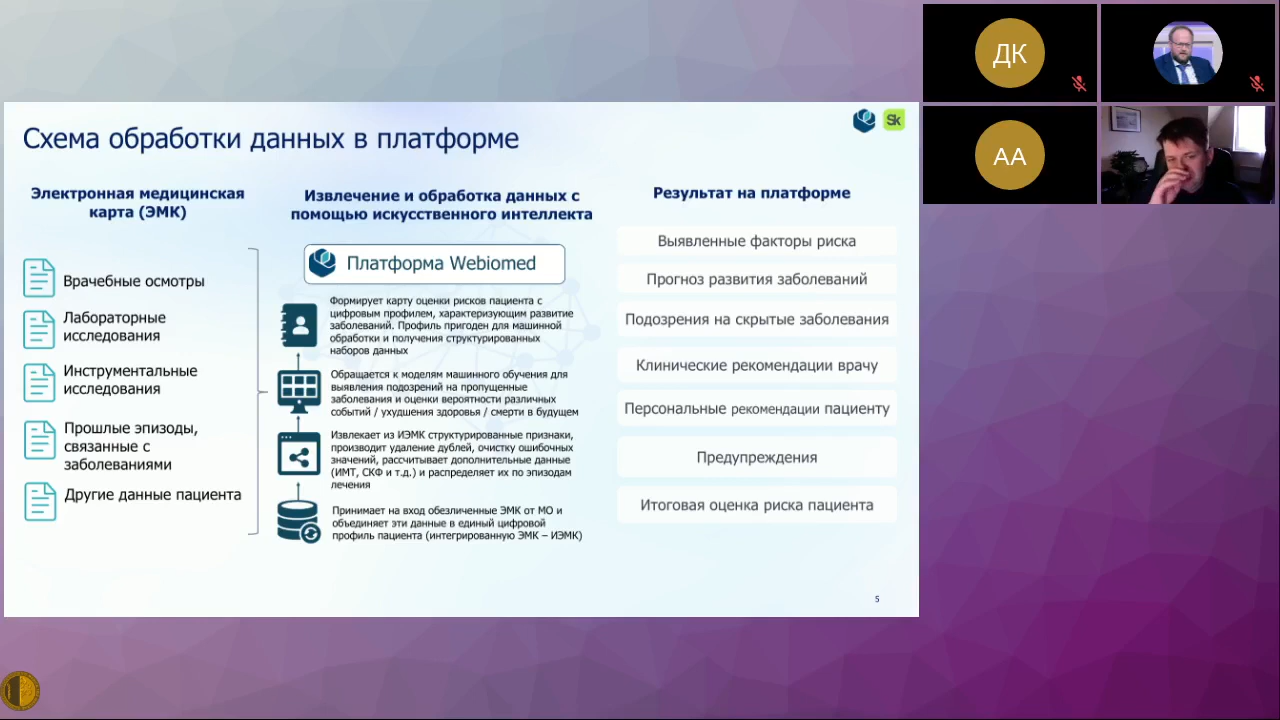 Схема обработки данных в платформе
Sk
Электронная медицинская
карта (ЭМК)
Врачебные осмотры
Лабораторные
исследования
Инструментальные
исследования
Прошлые эпизоды,
связанные с
заболеваниями
Другие данные пациента
Извлечение и обработка данных с
помощью искусственного интеллекта
Платформа Webiomed
Формирует карту оценки рисков пациента с
цифровым профилем, характеризующим развитие
заболеваний. Профиль пригоден для машинной
обработки и получения структурированных
наборов данных
Обращается к моделям машинного обучения для
выявления подозрений на пропущенные
заболевания и оценки вероятности различных
событий / ухудшения здоровья / смерти в будущем
Извлекает из ИЭМК структурированные признаки,
производит удаление дублей, очистку ошибочных
значений, рассчитывает дополнительные данные
(ИМТ, СКФ и т.д.) и распределяет их по эпизодам
лечения
Принимает на вход обезличенные ЭМК от МО и
объединяет эти данные в единый цифровой
профиль пациента (интегрированную ЭМК – ИЭМК)
Результат на платформе
Выявленные факторы риска
Прогноз развития заболеваний
Подозрения на скрытые заболевания
Клинические рекомендации врачу
Персональные рекомендации пациенту
Предупреждения
Итоговая оценка риска пациента
5
ДК
АА